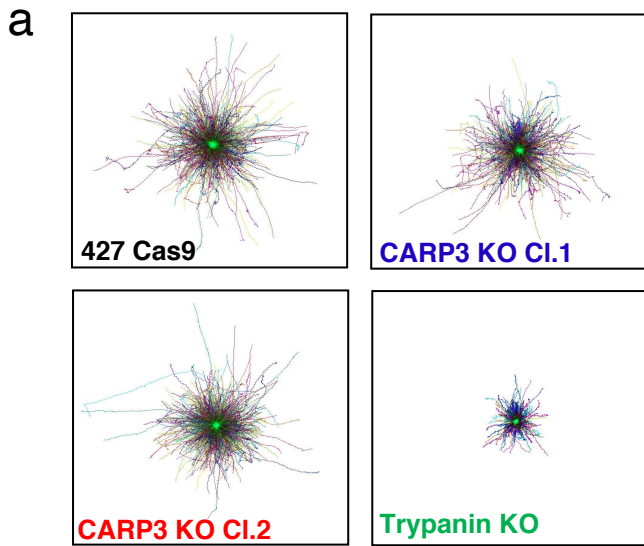 a
427 Cas9
CARP3 KO Cl.1
CARP3 KO Cl.2
Trypanin KO